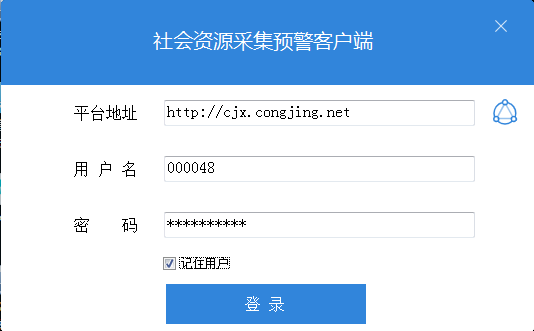 社会资源采集预警客户端
平台地址 http://cjx.congjing.net
用 户 名 000048
密 码 **********
记住用户
登 录